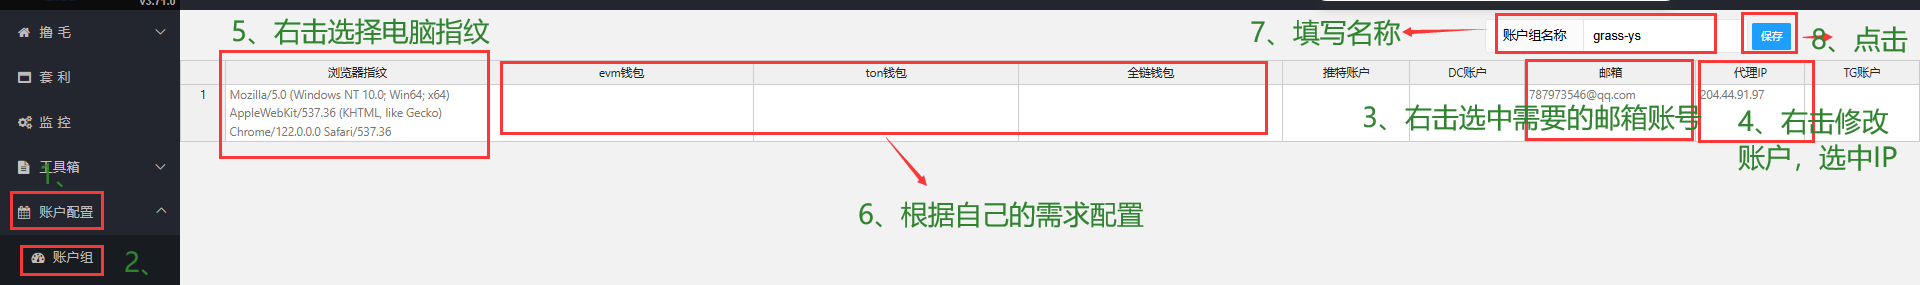 V3.71.0
撸 毛
套 利
监 控
工具箱
1、
账户配置
账户组
2、
5、右击选择电脑指纹
7、填写名称
账户组名称
grass-ys
保存
8、点击
浏览器指纹
evm钱包
ton钱包
全链钱包
推特账户
DC账户
邮箱
代理IP
TG账户
1
Mozilla/5.0 (Windows NT 10.0; Win64; x64)
AppleWebKit/537.36 (KHTML, like Gecko)
Chrome/122.0.0.0 Safari/537.36
787973546@qq.com
204.44.91.97
3、右击选中需要的邮箱账号
4、右击修改
账户，选中IP
6、根据自己的需求配置